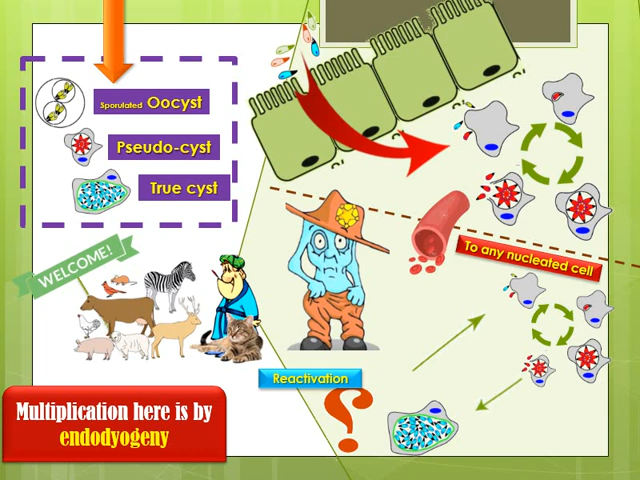 Sporulated Oocyst
Pseudo-cyst
True cyst
To any nucleated cell
WELCOME!
Reactivation
?
Multiplication here is by
endodyogeny